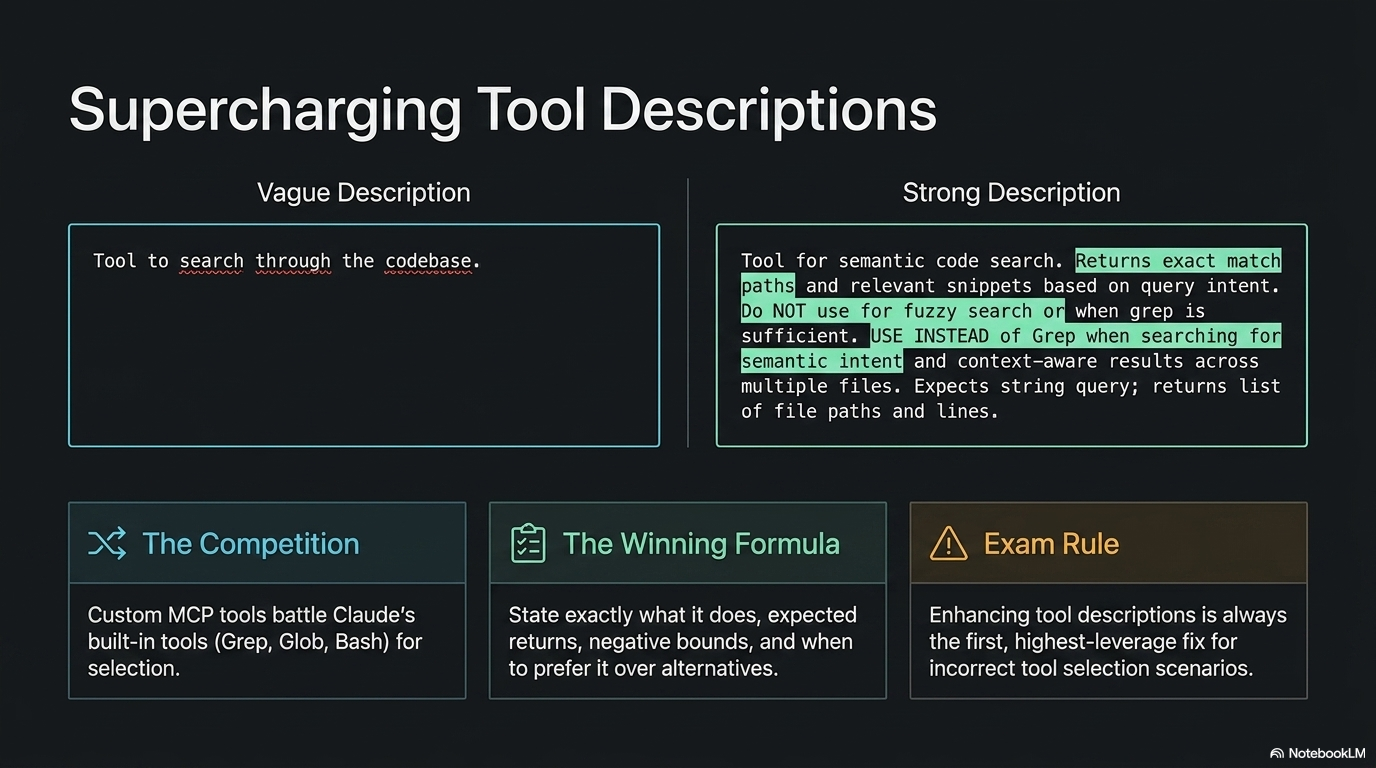 Supercharging Tool Descriptions
Vague Description
Tool to search through the codebase.
Strong Description
Tool for semantic code search. Returns exact match
paths and relevant snippets based on query intent.
Do NOT use for fuzzy search or when grep is
sufficient. USE INSTEAD of Grep when searching for
semantic intent and context-aware results across
multiple files. Expects string query; returns list
of file paths and lines.
The Competition
Custom MCP tools battle Claude's
built-in tools (Grep, Glob, Bash) for
selection.
The Winning Formula
State exactly what it does, expected
returns, negative bounds, and when
to prefer it over alternatives.
Exam Rule
Enhancing tool descriptions is always
the first, highest-leverage fix for
incorrect tool selection scenarios.
NotebookLM